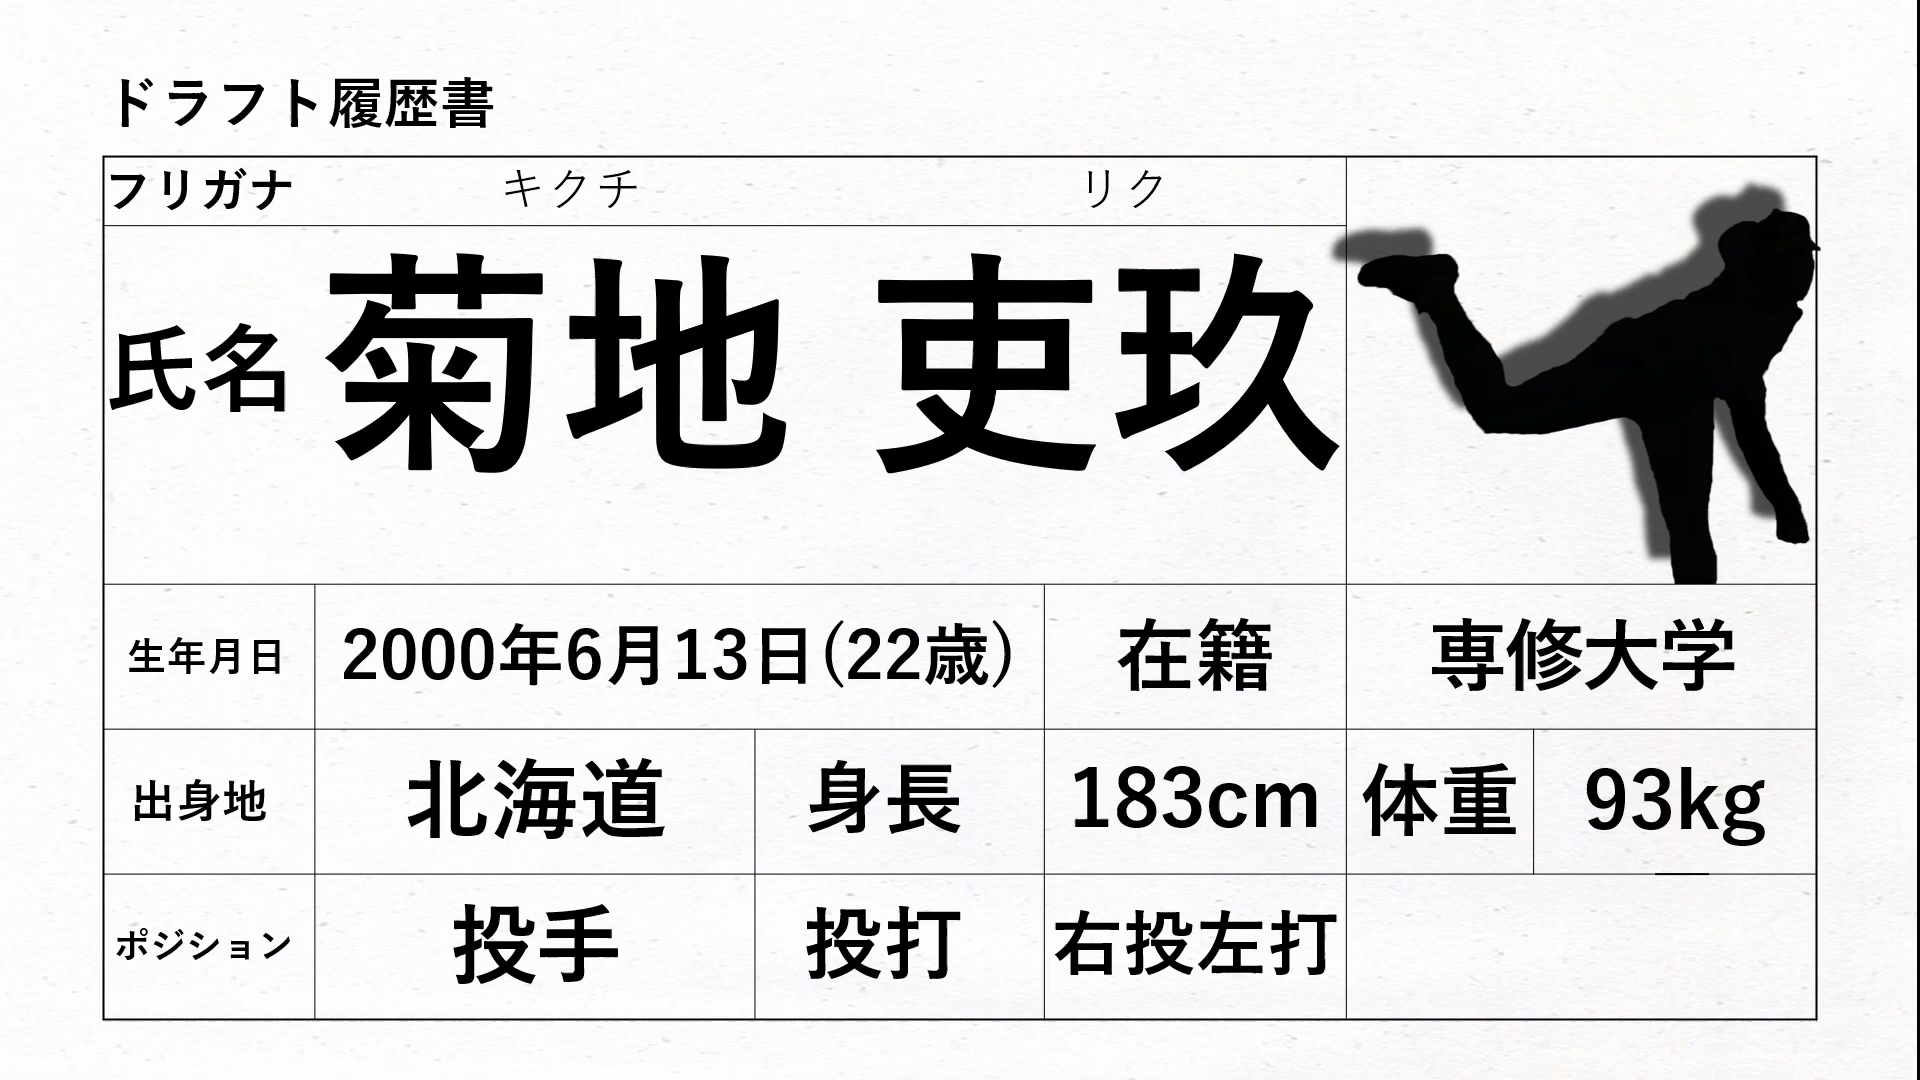 ドラフト履歴書
フリガナ キクチ リク
氏名 菊地 吏玖
生年月日 2000年6月13日(22歳) 在籍 専修大学
出身地 北海道 身長 183cm 体重 93kg
ポジション 投手 投打 右投左打